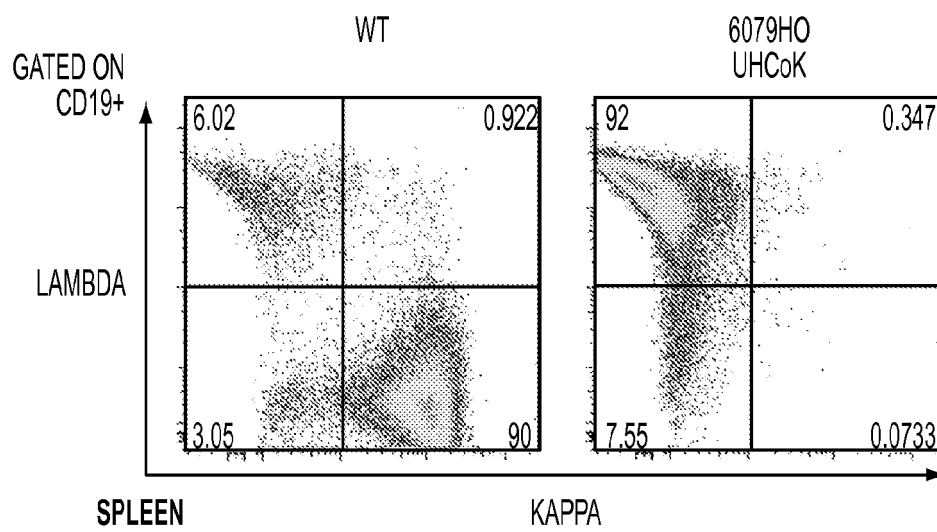 WT
6079HO
UHCoK
GATED ON
CD19+
6.02
0.922
92
0.347
LAMBDA
3.05
90
7.55
0.0733
SPLEEN
KAPPA